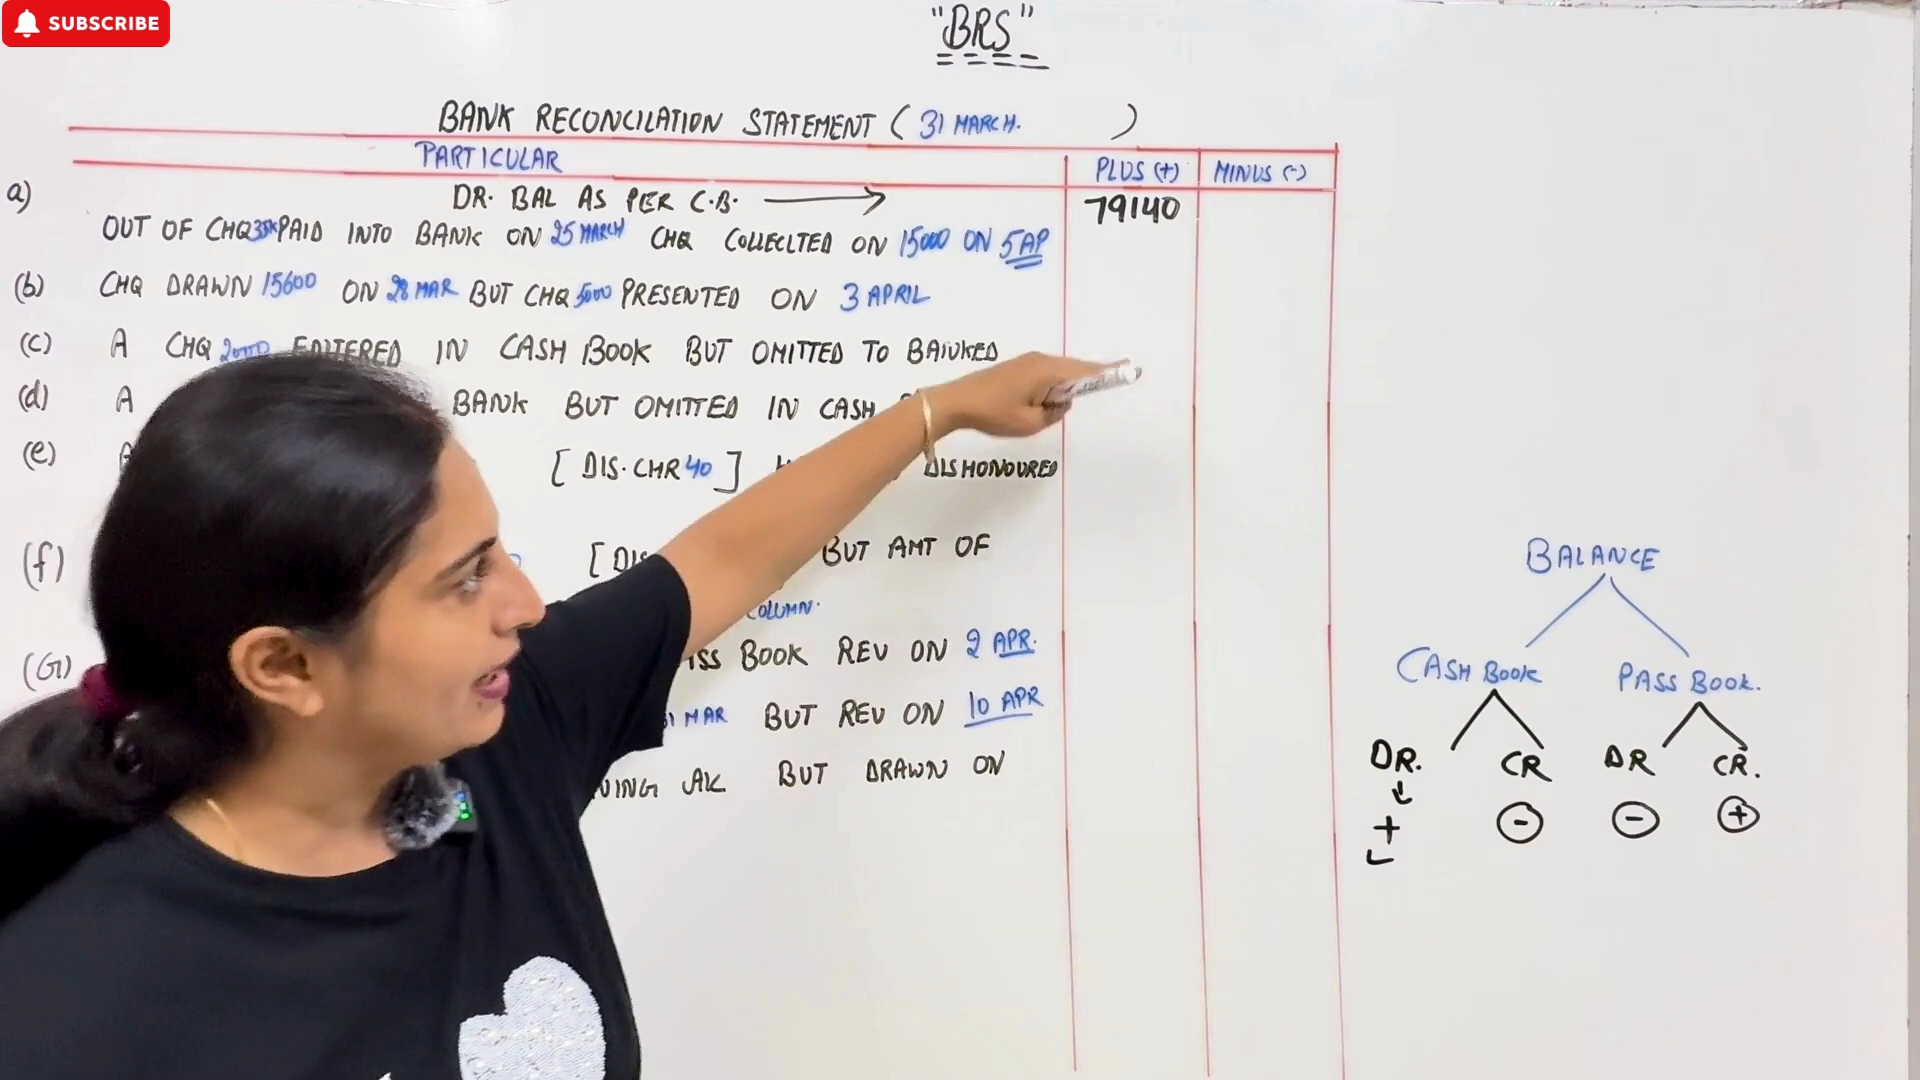 SUBSCRIBE
"BRS"
BANK RECONCILATION STATEMENT ( 31 MARCH. )
PARTICULAR PLUS (+) MINUS (-)
a) DR. BAL AS PER C.B. → 79140
OUT OF CHQ 35K PAID INTO BANK ON 25 MARCH CHQ COLLECLTED ON 15000 ON 5 AP
(b) CHQ DRAWN 15600 ON 28 MAR BUT CHQ 5000 PRESENTED ON 3 APRIL
(c) A CHQ 2000 ENTERED IN CASH BOOK BUT OMITTED TO BANKED
(d) A BANK BUT OMITTED IN CASH
(e) A [ DIS. CHR 40 ] DISHONOURED
(f) [ BUT AMT OF
COLUMN.
(G) BOOK REV ON 2 APR.
MAR BUT REV ON 10 APR
BUT DRAWN ON
BALANCE
CASH BOOK PASS BOOK.
DR. CR DR CR.
+ - - +